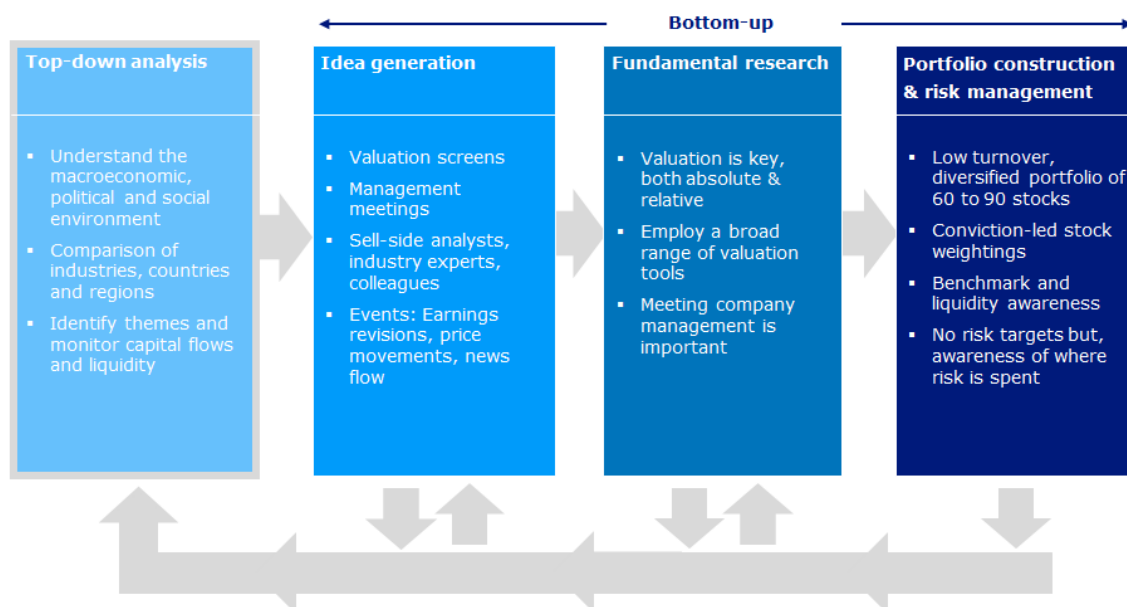 Bottom-up
Top-down analysis
▪ Understand the
macroeconomic,
political and social
environment
▪ Comparison of
industries, countries
and regions
▪ Identify themes and
monitor capital flows
and liquidity
Idea generation
▪ Valuation screens
▪ Management
meetings
▪ Sell-side analysts,
industry experts,
colleagues
▪ Events: Earnings
revisions, price
movements, news
flow
Fundamental research
▪ Valuation is key,
both absolute &
relative
▪ Employ a broad
range of valuation
tools
▪ Meeting company
management is
important
Portfolio construction
& risk management
▪ Low turnover,
diversified portfolio of
60 to 90 stocks
▪ Conviction-led stock
weightings
▪ Benchmark and
liquidity awareness
▪ No risk targets but,
awareness of where
risk is spent